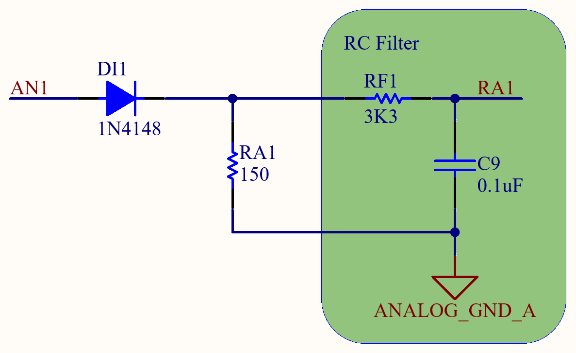 RC Filter
DI1
AN1
1N4148
RF1
3K3
RA1
RA1
150
C9
0.1uF
ANALOG_GND_A